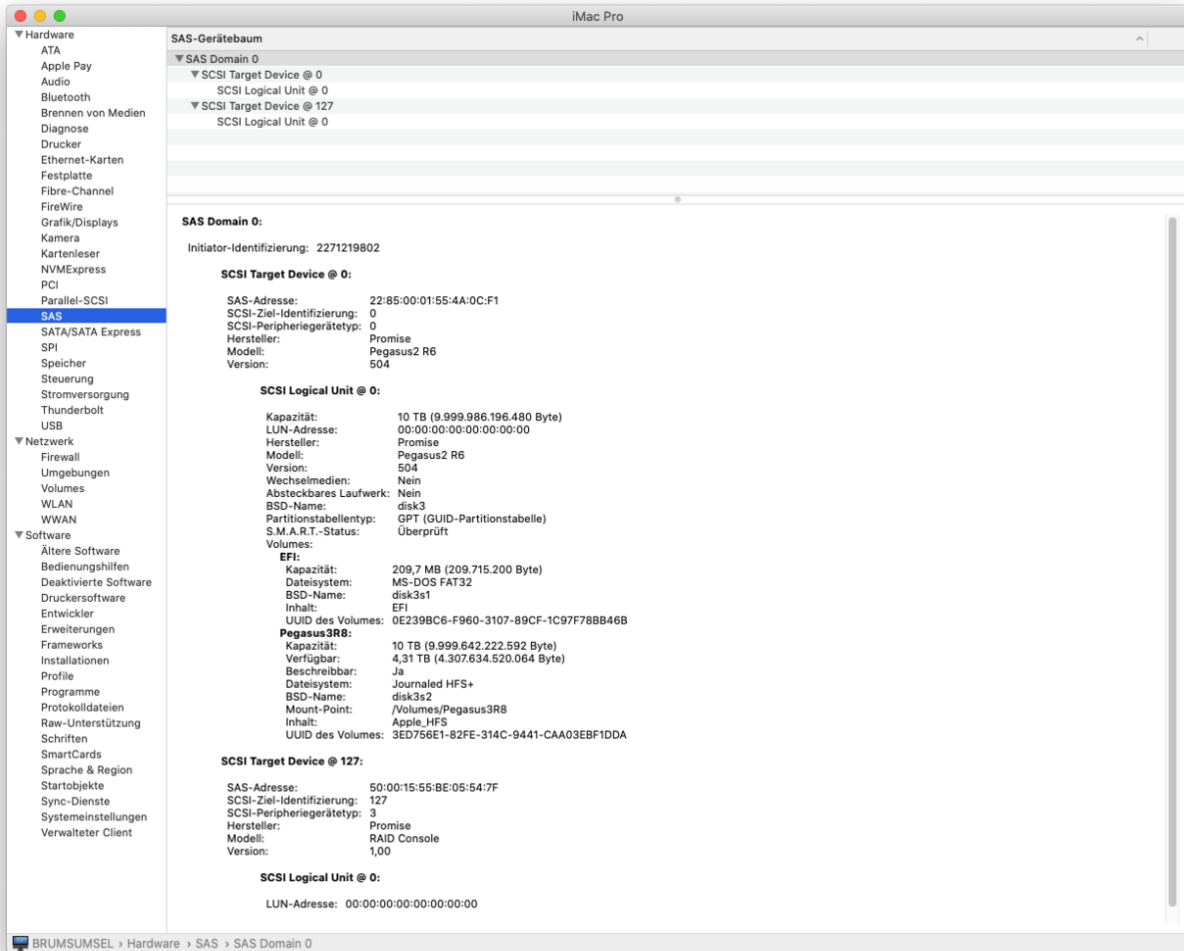 iMac Pro
Hardware
ATA
Apple Pay
Audio
Bluetooth
Brennen von Medien
Diagnose
Drucker
Ethernet-Karten
Festplatte
Fibre-Channel
FireWire
Grafik/Displays
Kamera
Kartenleser
NVMExpress
PCI
Parallel-SCSI
SAS
SATA/SATA Express
SPI
Speicher
Steuerung
Stromversorgung
Thunderbolt
USB
Netzwerk
Firewall
Umgebungen
Volumes
WLAN
WWAN
Software
Ältere Software
Bedienungshilfen
Deaktivierte Software
Druckersoftware
Entwickler
Erweiterungen
Frameworks
Installationen
Profile
Programme
Protokolldateien
Raw-Unterstützung
Schriften
SmartCards
Sprache & Region
Startobjekte
Sync-Dienste
Systemeinstellungen
Verwalteter Client
SAS-Gerätebaum
SAS Domain 0
SCSI Target Device @ 0
SCSI Logical Unit @ 0
SCSI Target Device @ 127
SCSI Logical Unit @ 0
SAS Domain 0:
Initiator-Identifizierung: 2271219802
SCSI Target Device @ 0:
SAS-Adresse: 22:85:00:01:55:4A:0C:F1
SCSI-Ziel-Identifizierung: 0
SCSI-Peripheriegerätetyp: 0
Hersteller: Promise
Modell: Pegasus2 R6
Version: 504
SCSI Logical Unit @ 0:
Kapazität: 10 TB (9.999.986.196.480 Byte)
LUN-Adresse: 00:00:00:00:00:00:00:00
Hersteller: Promise
Modell: Pegasus2 R6
Version: 504
Wechselmedien: Nein
Absteckbares Laufwerk: Nein
BSD-Name: disk3
Partitionstabellentyp: GPT (GUID-Partitionstabelle)
S.M.A.R.T.-Status: Überprüft
Volumes:
EFI:
Kapazität: 209,7 MB (209.715.200 Byte)
Dateisystem: MS-DOS FAT32
BSD-Name: disk3s1
Inhalt: EFI
UUID des Volumes: 0E239BC6-F960-3107-89CF-1C97F78BB46B
Pegasus3R8:
Kapazität: 10 TB (9.999.642.222.592 Byte)
Verfügbar: 4,31 TB (4.307.634.520.064 Byte)
Beschreibbar: Ja
Dateisystem: Journaled HFS+
BSD-Name: disk3s2
Mount-Point: /Volumes/Pegasus3R8
Inhalt: Apple_HFS
UUID des Volumes: 3ED756E1-82FE-314C-9441-CAA03EBF1DDA
SCSI Target Device @ 127:
SAS-Adresse: 50:00:15:55:BE:05:54:7F
SCSI-Ziel-Identifizierung: 127
SCSI-Peripheriegerätetyp: 3
Hersteller: Promise
Modell: RAID Console
Version: 1,00
SCSI Logical Unit @ 0:
LUN-Adresse: 00:00:00:00:00:00:00:00
BRUMSUMSEL › Hardware › SAS › SAS Domain 0